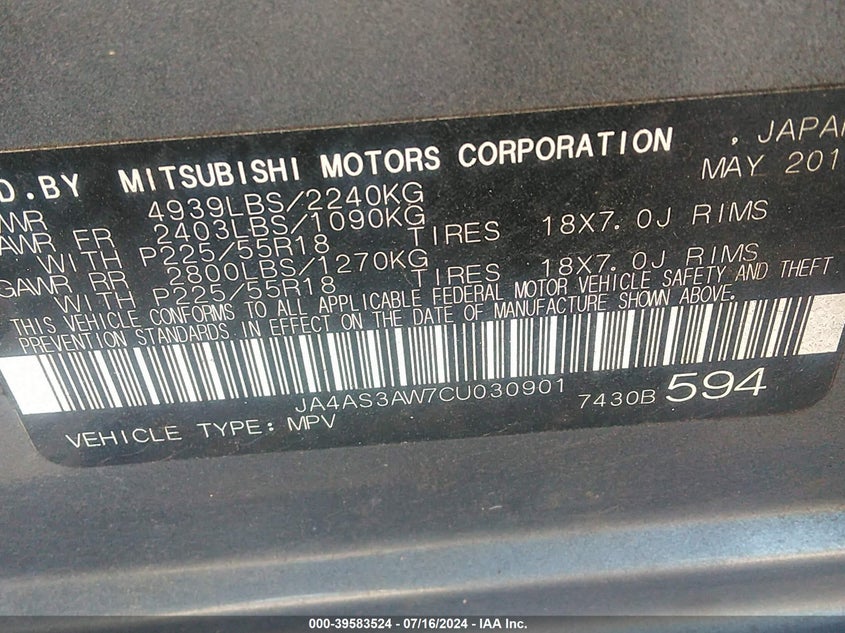 D.BY MITSUBISHI MOTORS CORPORATION , JAPAN
MAY 201
WR 4939LBS/2240KG
AWR FR 2403LBS/1090KG
WITH P225/55R18 TIRES 18X7.0J RIMS
GAWR RR 2800LBS/1270KG
WITH P225/55R18 TIRES 18X7.0J RIMS
THIS VEHICLE CONFORMS TO ALL APPLICABLE FEDERAL MOTOR VEHICLE SAFETY AND THEFT
PREVENTION STANDARDS IN EFFECT ON THE DATE OF MANUFACTURE SHOWN ABOVE.
JA4AS3AW7CU030901 7430B 594
VEHICLE TYPE: MPV
000-39583524 - 07/16/2024 - IAA Inc.